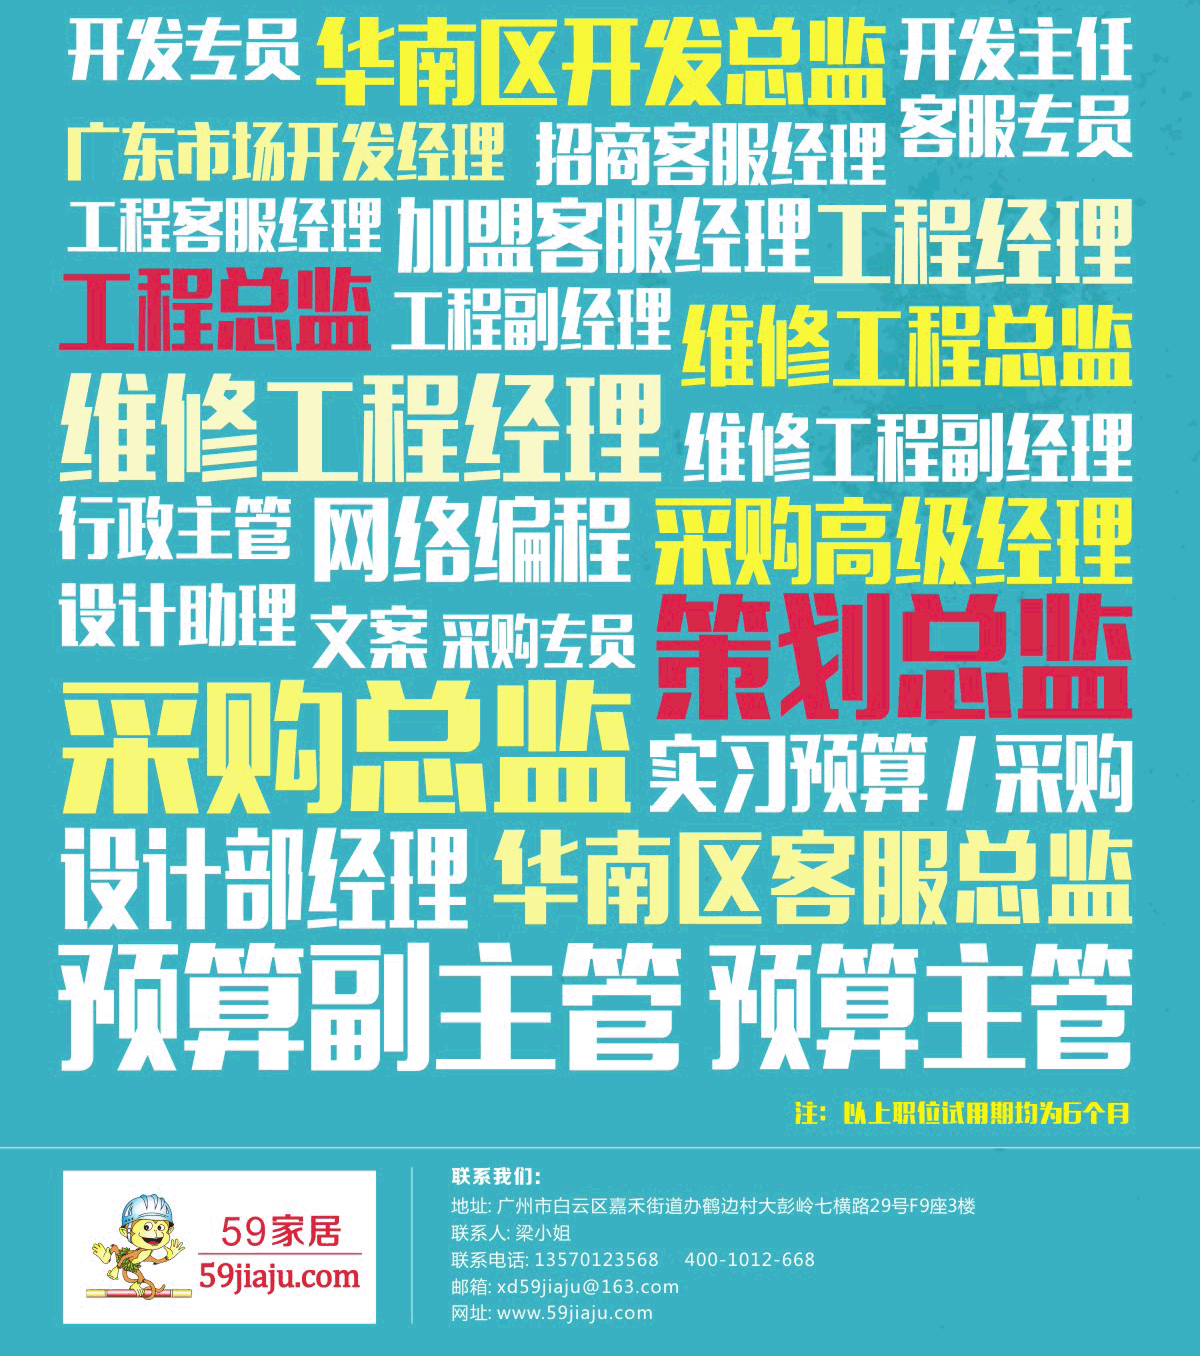 开发专员 华南区开发总监 开发主任
广东市场开发经理 招商客服经理 客服专员
工程客服经理 加盟客服经理 工程经理
工程总监 工程副经理 维修工程总监
维修工程经理 维修工程副经理
行政主管 网络编程 采购高级经理
设计助理 文案 采购专员 策划总监
采购总监 实习预算 / 采购
设计部经理 华南区客服总监
预算副主管 预算主管
注：以上职位试用期均为6个月
59家居
59jiaju.com
联系我们:
地址: 广州市白云区嘉禾街道办鹤边村大彭岭七横路29号F9座3楼
联系人: 梁小姐
联系电话: 13570123568 400-1012-668
邮箱: xd59jiaju@163.com
网址: www.59jiaju.com